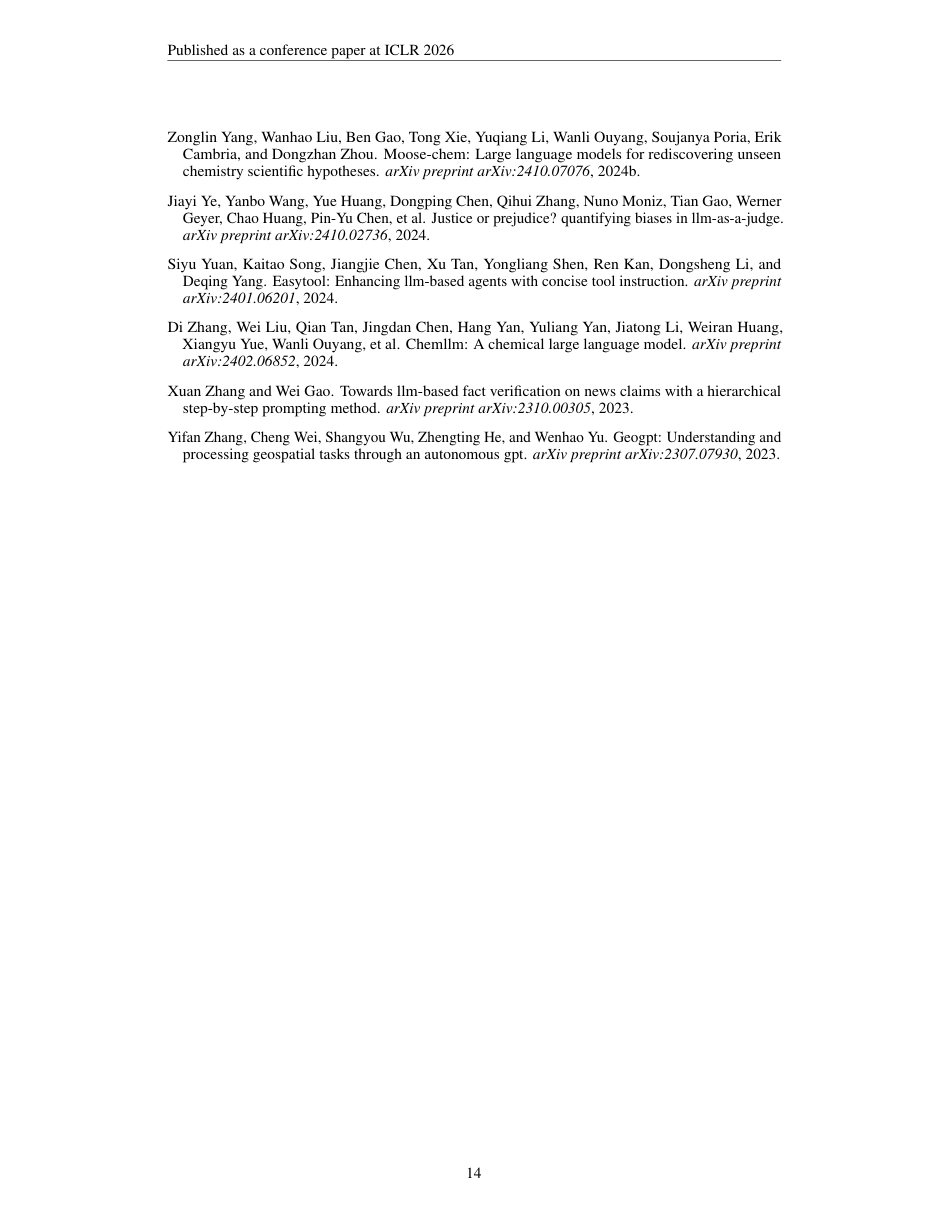 Published as a conference paper at ICLR 2026
Zonglin Yang, Wanhao Liu, Ben Gao, Tong Xie, Yuqiang Li, Wanli Ouyang, Soujanya Poria, Erik
Cambria, and Dongzhan Zhou. Moose-chem: Large language models for rediscovering unseen
chemistry scientific hypotheses. arXiv preprint arXiv:2410.07076, 2024b.
Jiayi Ye, Yanbo Wang, Yue Huang, Dongping Chen, Qihui Zhang, Nuno Moniz, Tian Gao, Werner
Geyer, Chao Huang, Pin-Yu Chen, et al. Justice or prejudice? quantifying biases in llm-as-a-judge.
arXiv preprint arXiv:2410.02736, 2024.
Siyu Yuan, Kaitao Song, Jiangjie Chen, Xu Tan, Yongliang Shen, Ren Kan, Dongsheng Li, and
Deqing Yang. Easytool: Enhancing llm-based agents with concise tool instruction. arXiv preprint
arXiv:2401.06201, 2024.
Di Zhang, Wei Liu, Qian Tan, Jingdan Chen, Hang Yan, Yuliang Yan, Jiatong Li, Weiran Huang,
Xiangyu Yue, Wanli Ouyang, et al. Chemllm: A chemical large language model. arXiv preprint
arXiv:2402.06852, 2024.
Xuan Zhang and Wei Gao. Towards llm-based fact verification on news claims with a hierarchical
step-by-step prompting method. arXiv preprint arXiv:2310.00305, 2023.
Yifan Zhang, Cheng Wei, Shangyou Wu, Zhengting He, and Wenhao Yu. Geogpt: Understanding and
processing geospatial tasks through an autonomous gpt. arXiv preprint arXiv:2307.07930, 2023.
14